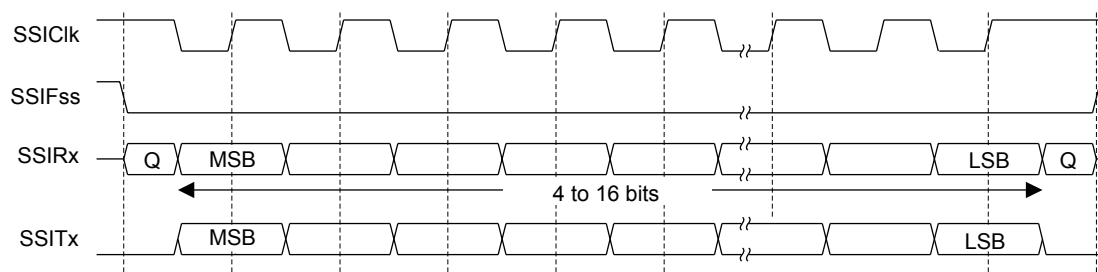 SSIClk
SSIFss
SSIRx Q MSB LSB Q
4 to 16 bits
SSITx MSB LSB